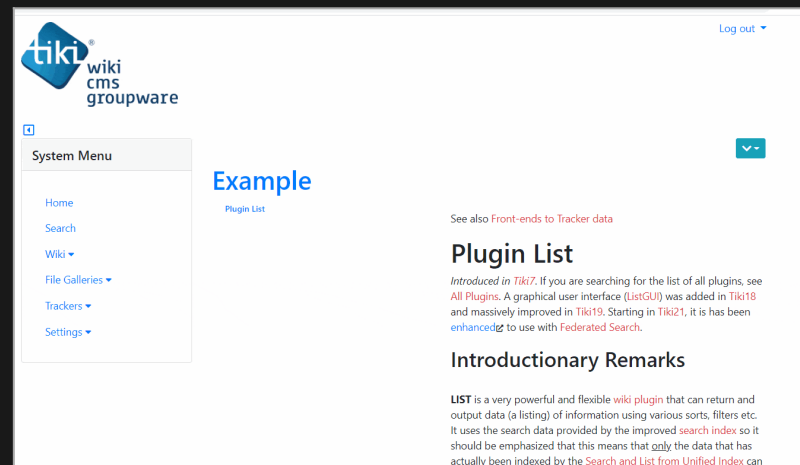 tiki®
wiki
cms
groupware
Log out
System Menu
Home
Search
Wiki
File Galleries
Trackers
Settings
Example
Plugin List
See also Front-ends to Tracker data
Plugin List
Introduced in Tiki7. If you are searching for the list of all plugins, see
All Plugins. A graphical user interface (ListGUI) was added in Tiki18
and massively improved in Tiki19. Starting in Tiki21, it is has been
enhanced to use with Federated Search.
Introductionary Remarks
LIST is a very powerful and flexible wiki plugin that can return and
output data (a listing) of information using various sorts, filters etc.
It uses the search data provided by the improved search index so it
should be emphasized that this means that only the data that has
actually been indexed by the Search and List from Unified Index can